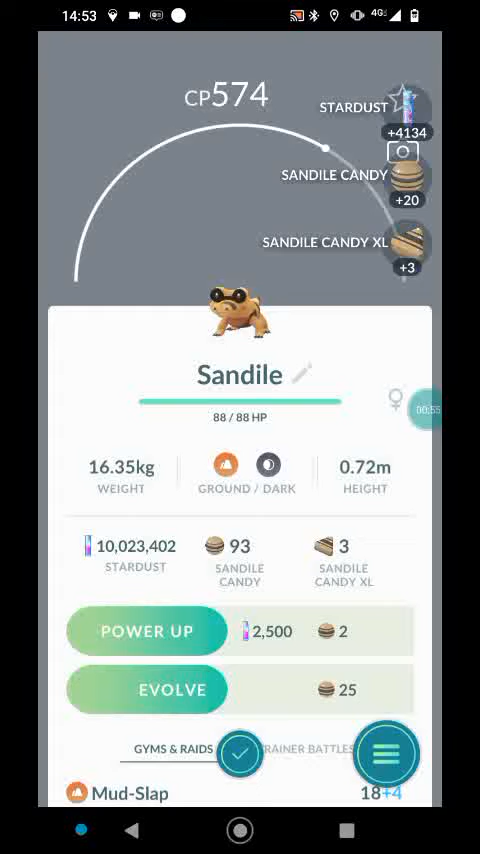 14:53
4G
CP574
STARDUST
+4134
SANDILE CANDY
+20
SANDILE CANDY XL
+3
Sandile
88 / 88 HP
00:55
16.35kg
WEIGHT
GROUND / DARK
0.72m
HEIGHT
10,023,402
STARDUST
93
SANDILE
CANDY
3
SANDILE
CANDY XL
POWER UP
2,500
2
EVOLVE
25
GYMS & RAIDS
TRAINER BATTLES
Mud-Slap
18+4